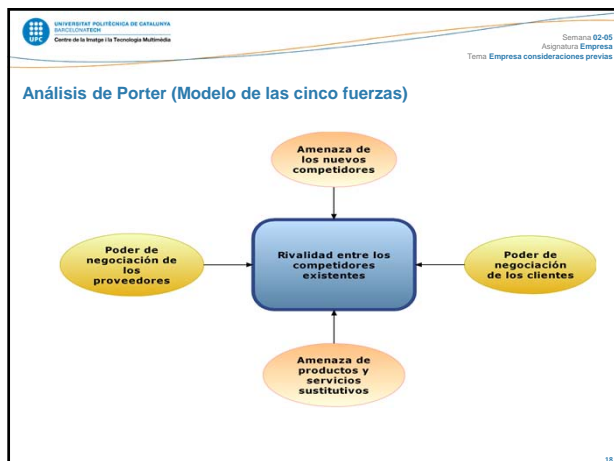 UNIVERSITAT POLITÈCNICA DE CATALUNYA
BARCELONATECH
Centre de la Imatge i la Tecnologia Multimèdia
UPC
Semana 02-05
Asignatura Empresa
Tema Empresa consideraciones previas
Análisis de Porter (Modelo de las cinco fuerzas)
Amenaza de
los nuevos
competidores
Poder de
negociación de
los
proveedores
Rivalidad entre los
competidores
existentes
Poder de
negociación
de los clientes
Amenaza de
productos y
servicios
sustitutivos
18